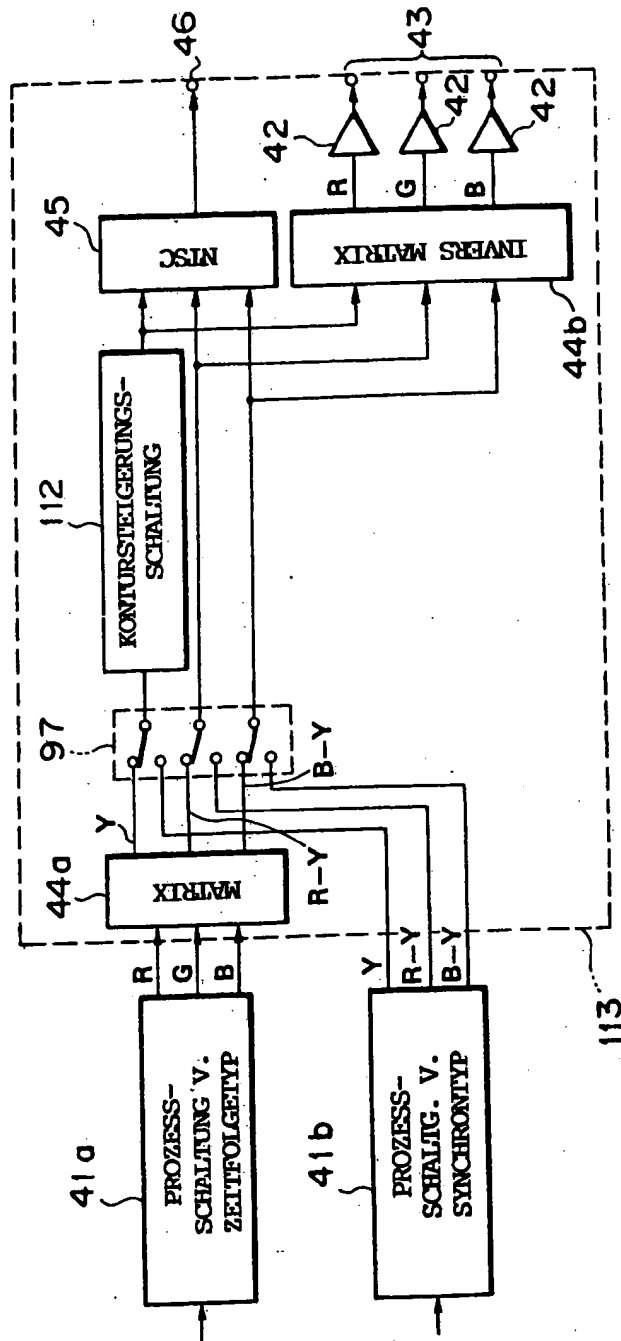 41a
PROZESS-
SCHALTUNG V.
ZEITFOLGETYP
R
G
B
44a
MATRIX
Y
R-Y
B-Y
97
112
KONTURSTEIGERUNGS-
SCHALTUNG
45
NTSC
46
INVERS MATRIX
44b
R
G
B
42
42
42
43
41b
PROZESS-
SCHALTG. V.
SYNCHRONTYP
Y
R-Y
B-Y
113